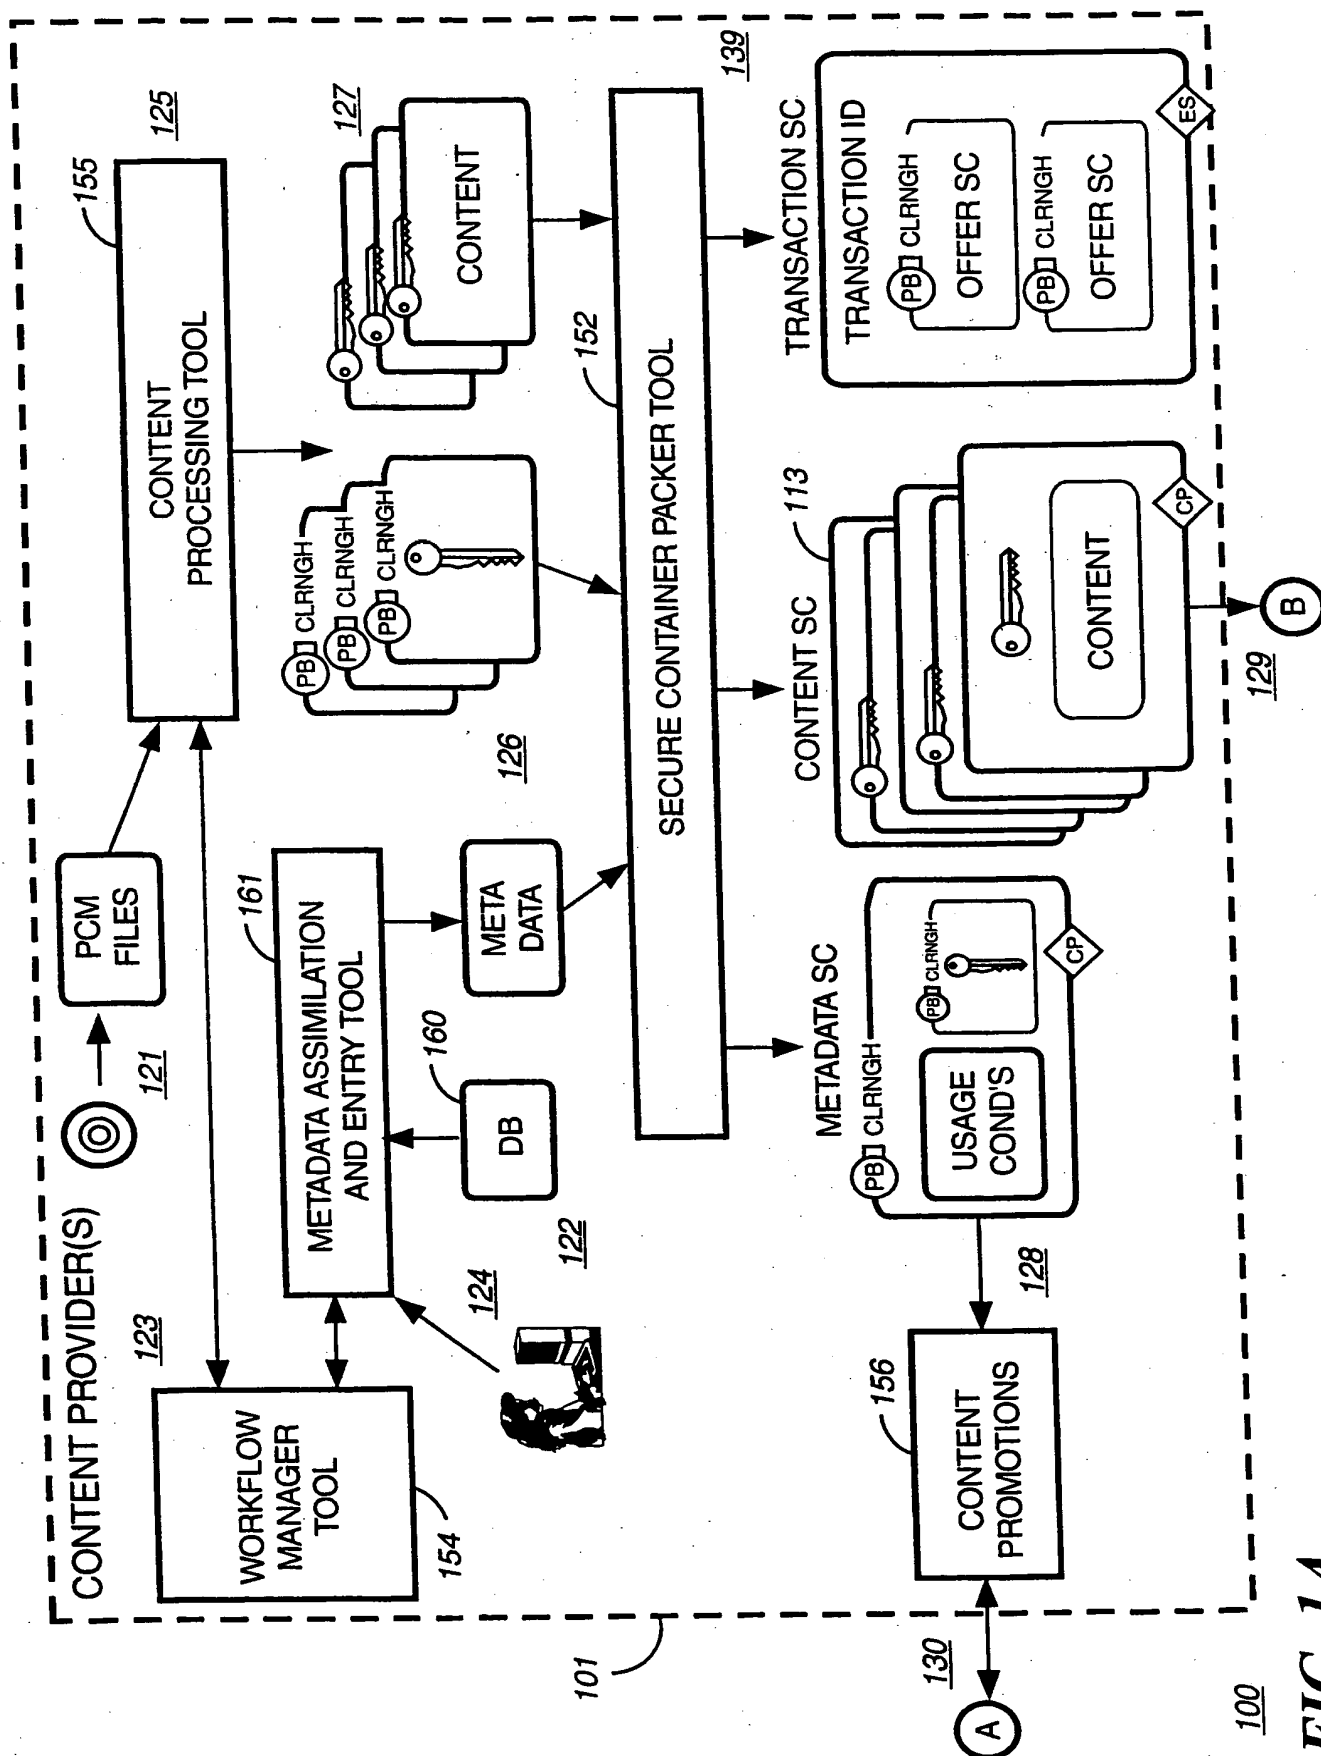 CONTENT PROVIDER(S)
123
121
125
155
WORKFLOW
MANAGER
TOOL
154
PCM
FILES
CONTENT
PROCESSING TOOL
161
METADATA ASSIMILATION
AND ENTRY TOOL
124
122
DB
160
META
DATA
126
PB CLRNGH
PB CLRNGH
PB CLRNGH
127
CONTENT
152
SECURE CONTAINER PACKER TOOL
139
METADATA SC
PB CLRNGH
USAGE
COND'S
PB CLRNGH
CP
CONTENT SC
113
CONTENT
CP
TRANSACTION SC
TRANSACTION ID
PB CLRNGH
OFFER SC
PB CLRNGH
OFFER SC
ES
128
156
CONTENT
PROMOTIONS
101
130
A
129
B
100
FIG. 1A